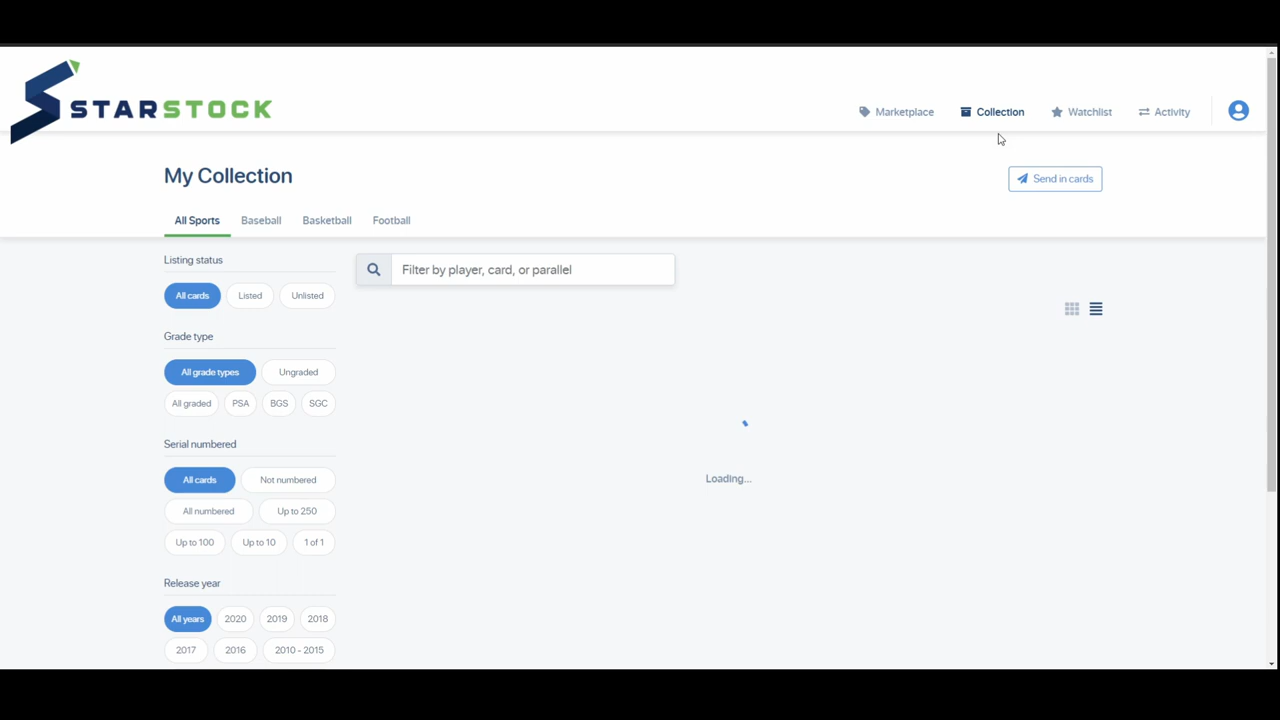 STARSTOCK
Marketplace
Collection
Watchlist
Activity
My Collection
Send in cards
All Sports
Baseball
Basketball
Football
Listing status
All cards
Listed
Unlisted
Filter by player, card, or parallel
Grade type
All grade types
Ungraded
All graded
PSA
BGS
SGC
Serial numbered
All cards
Not numbered
All numbered
Up to 250
Up to 100
Up to 10
1 of 1
Loading...
Release year
All years
2020
2019
2018
2017
2016
2010 - 2015